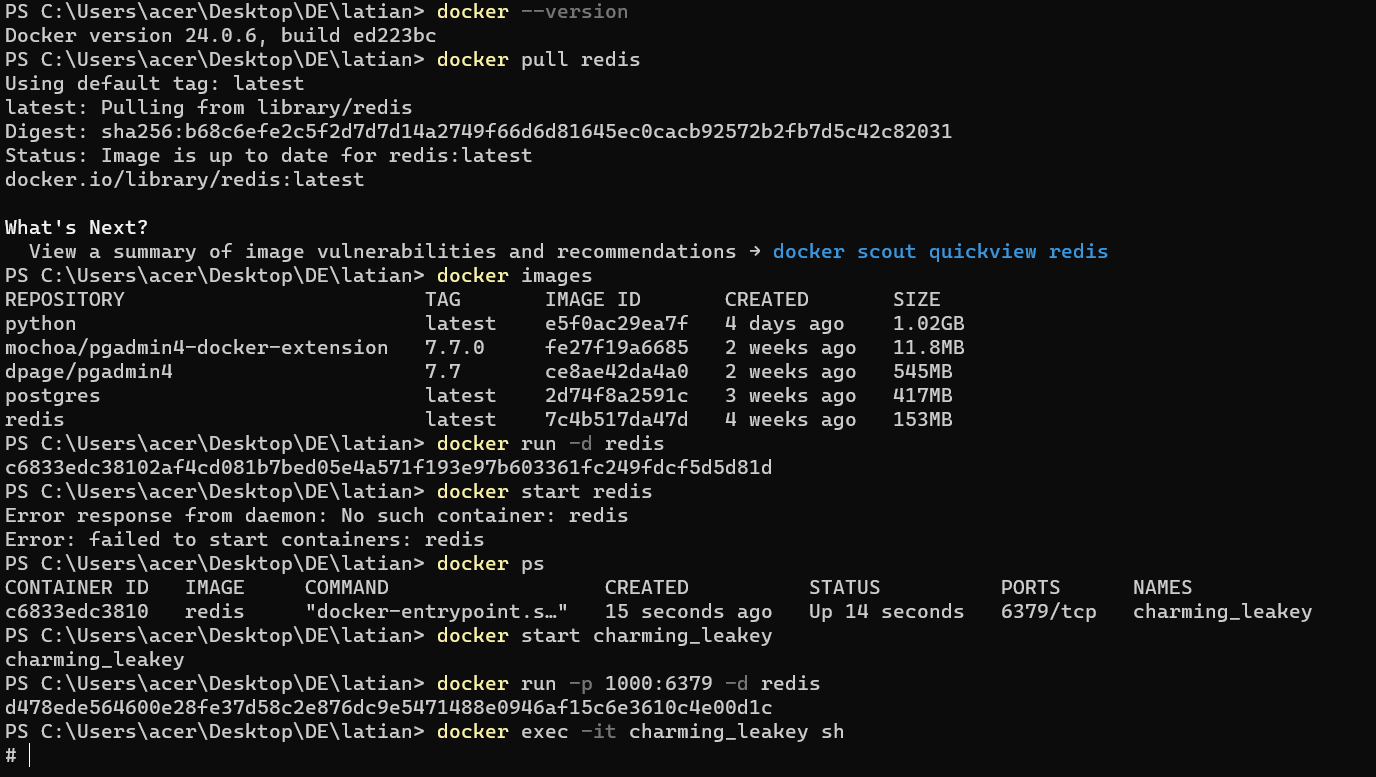 PS C:\Users\acer\Desktop\DE\latian> docker --version
Docker version 24.0.6, build ed223bc
PS C:\Users\acer\Desktop\DE\latian> docker pull redis
Using default tag: latest
latest: Pulling from library/redis
Digest: sha256:b68c6efe2c5f2d7d7d14a2749f66d6d81645ec0cacb92572b2fb7d5c42c82031
Status: Image is up to date for redis:latest
docker.io/library/redis:latest
What's Next?
  View a summary of image vulnerabilities and recommendations → docker scout quickview redis
PS C:\Users\acer\Desktop\DE\latian> docker images
REPOSITORY                         TAG       IMAGE ID       CREATED       SIZE
python                             latest    e5f0ac29ea7f   4 days ago    1.02GB
mochoa/pgadmin4-docker-extension   7.7.0     fe27f19a6685   2 weeks ago   11.8MB
dpage/pgadmin4                     7.7       ce8ae42da4a0   2 weeks ago   545MB
postgres                           latest    2d74f8a2591c   3 weeks ago   417MB
redis                              latest    7c4b517da47d   4 weeks ago   153MB
PS C:\Users\acer\Desktop\DE\latian> docker run -d redis
c6833edc38102af4cd081b7bed05e4a571f193e97b603361fc249fdcf5d5d81d
PS C:\Users\acer\Desktop\DE\latian> docker start redis
Error response from daemon: No such container: redis
Error: failed to start containers: redis
PS C:\Users\acer\Desktop\DE\latian> docker ps
CONTAINER ID   IMAGE     COMMAND                  CREATED          STATUS          PORTS      NAMES
c6833edc3810   redis     "docker-entrypoint.s…"   15 seconds ago   Up 14 seconds   6379/tcp   charming_leakey
PS C:\Users\acer\Desktop\DE\latian> docker start charming_leakey
charming_leakey
PS C:\Users\acer\Desktop\DE\latian> docker run -p 1000:6379 -d redis
d478ede564600e28fe37d58c2e876dc9e5471488e0946af15c6e3610c4e00d1c
PS C:\Users\acer\Desktop\DE\latian> docker exec -it charming_leakey sh
#